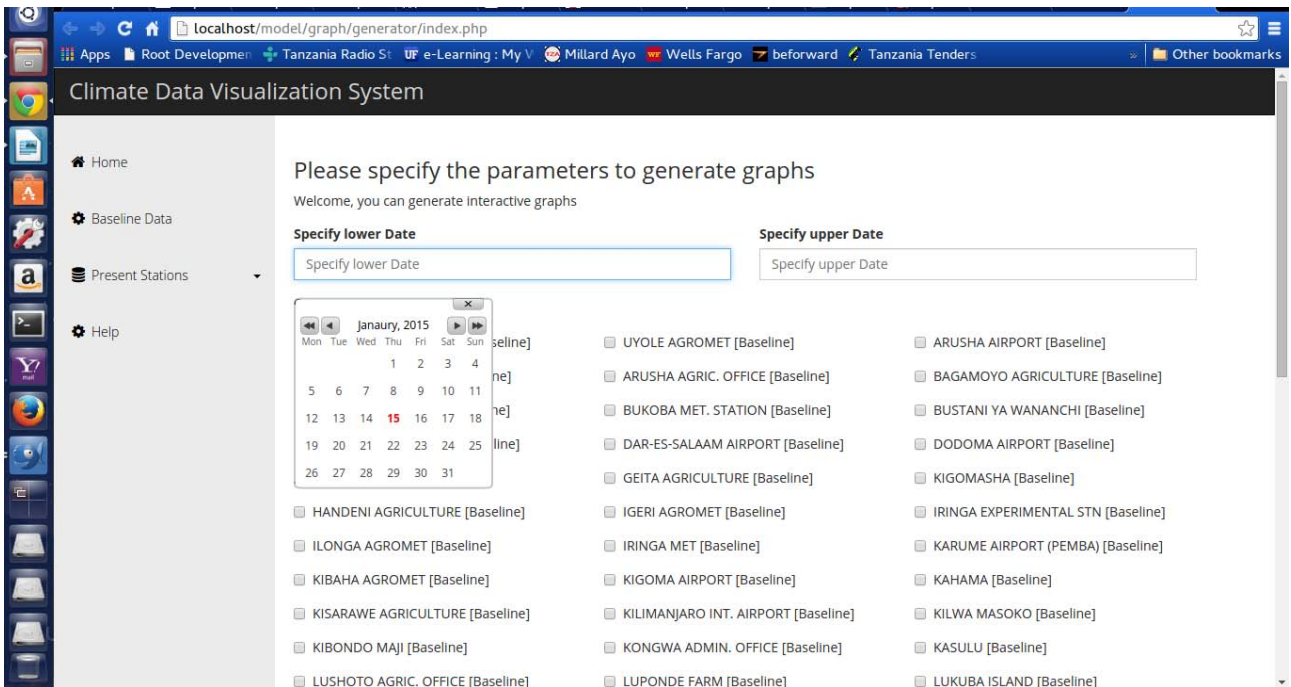 localhost/model/graph/generator/index.php
Apps Root Developmen Tanzania Radio St UF e-Learning : My V Millard Ayo Wells Fargo beforward Tanzania Tenders » Other bookmarks
Climate Data Visualization System
Home
Baseline Data
Present Stations
Help
Please specify the parameters to generate graphs
Welcome, you can generate interactive graphs
Specify lower Date Specify upper Date
Specify lower Date Specify upper Date
Janaury, 2015
Mon Tue Wed Thu Fri Sat Sun
1 2 3 4
5 6 7 8 9 10 11
12 13 14 15 16 17 18
19 20 21 22 23 24 25
26 27 28 29 30 31
seline] UYOLE AGROMET [Baseline] ARUSHA AIRPORT [Baseline]
ne] ARUSHA AGRIC. OFFICE [Baseline] BAGAMOYO AGRICULTURE [Baseline]
ne] BUKOBA MET. STATION [Baseline] BUSTANI YA WANANCHI [Baseline]
line] DAR-ES-SALAAM AIRPORT [Baseline] DODOMA AIRPORT [Baseline]
GEITA AGRICULTURE [Baseline] KIGOMASHA [Baseline]
HANDENI AGRICULTURE [Baseline] IGERI AGROMET [Baseline] IRINGA EXPERIMENTAL STN [Baseline]
ILONGA AGROMET [Baseline] IRINGA MET [Baseline] KARUME AIRPORT (PEMBA) [Baseline]
KIBAHA AGROMET [Baseline] KIGOMA AIRPORT [Baseline] KAHAMA [Baseline]
KISARAWE AGRICULTURE [Baseline] KILIMANJARO INT. AIRPORT [Baseline] KILWA MASOKO [Baseline]
KIBONDO MAJI [Baseline] KONGWA ADMIN. OFFICE [Baseline] KASULU [Baseline]
LUSHOTO AGRIC. OFFICE [Baseline] LUPONDE FARM [Baseline] LUKUBA ISLAND [Baseline]